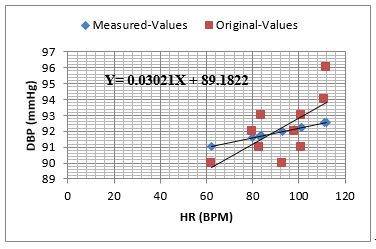 Measured-Values Original-Values
97
96
95
94
93
92
91
90
89
Y= 0.03021X + 89.1822
DBP (mmHg)
0 20 40 60 80 100 120
HR (BPM)